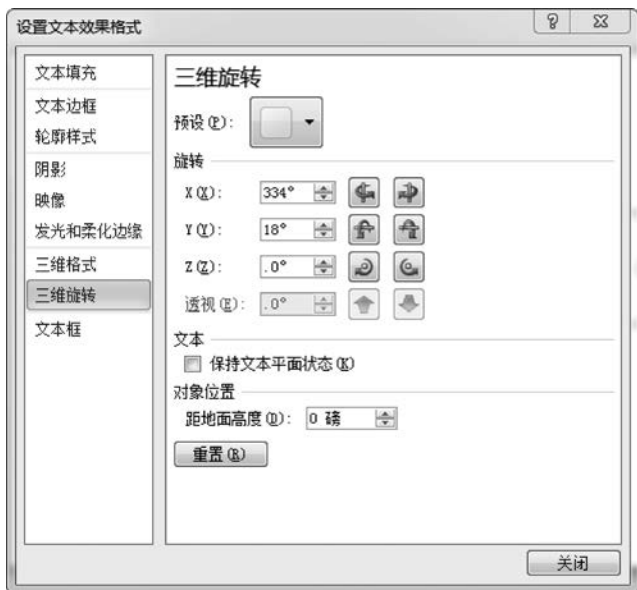 设置文本效果格式
文本填充
文本边框
轮廓样式
阴影
映像
发光和柔化边缘
三维格式
三维旋转
文本框
三维旋转
预设(P):
旋转
X(X): 334°
Y(Y): 18°
Z(Z): .0°
透视(E): .0°
文本
保持文本平面状态(K)
对象位置
距地面高度(D): 0 磅
重置(R)
关闭